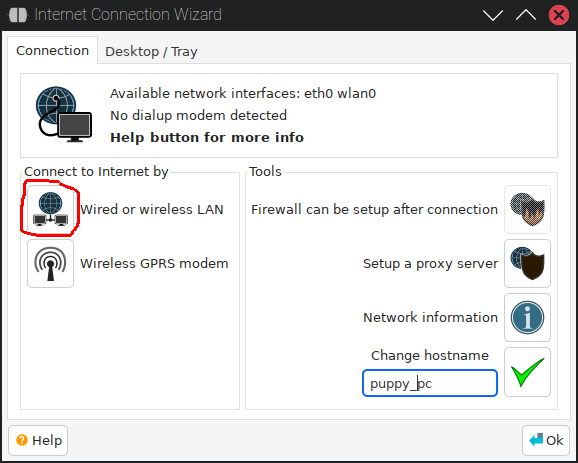 Internet Connection Wizard
Connection
Desktop / Tray
Available network interfaces: eth0 wlan0
No dialup modem detected
Help button for more info
Connect to Internet by
Wired or wireless LAN
Wireless GPRS modem
Tools
Firewall can be setup after connection
Setup a proxy server
Network information
Change hostname
puppy_pc
Help
Ok